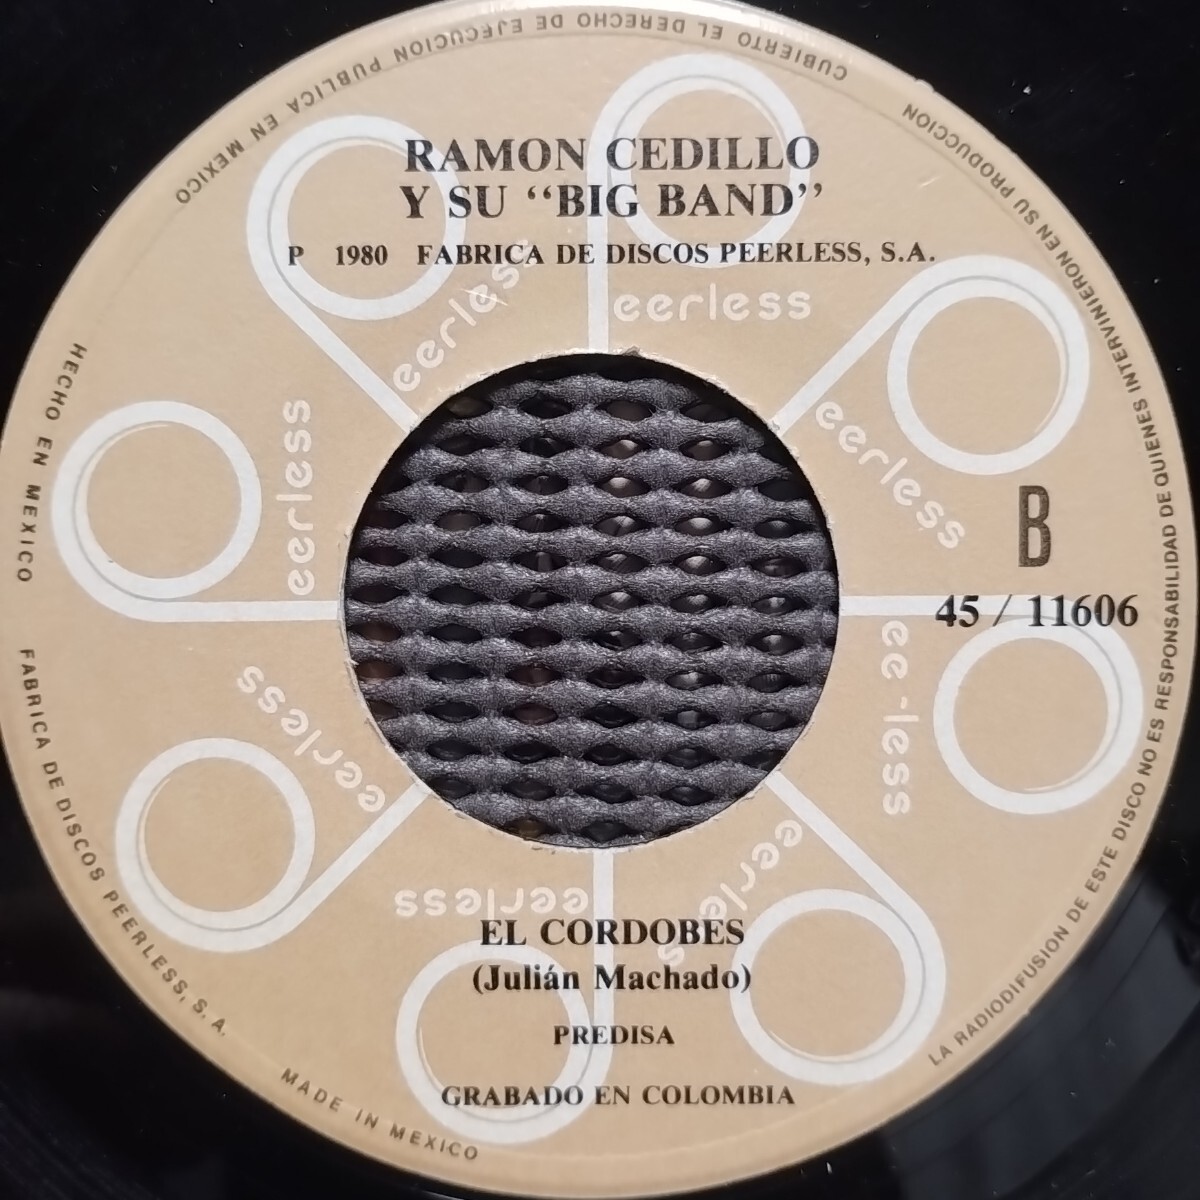 RAMON CEDILLO
Y SU “BIG BAND”
P 1980 FABRICA DE DISCOS PEERLESS, S.A.
eerless
eerless
eerless
eerless
ee-less
eerless
eerless
eerless
B
45 / 11606
EL CORDOBES
(Julián Machado)
PREDISA
GRABADO EN COLOMBIA
HECHO EN MEXICO
FABRICA DE DISCOS PEERLESS, S.A.
MADE IN MEXICO
LA RADIODIFUSION DE ESTE DISCO NO ES RESPONSABILIDAD DE QUIENES INTERVINIERON EN SU PRODUCCION
CUBIERTO EL DERECHO DE EJECUCION PUBLICA EN MEXICO